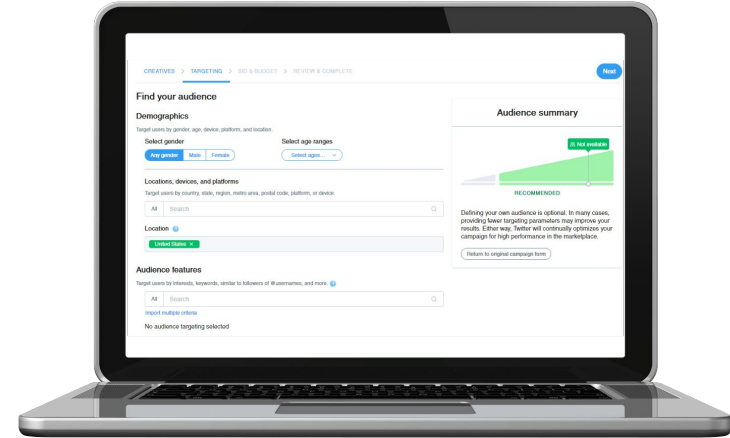 CREATIVES > TARGETING > BID & BUDGET > REVIEW & COMPLETE
Next
Find your audience
Demographics
Target users by gender, age, device, platform, and location.
Select gender
Select age ranges
Any gender Male Female
Select ages...
Locations, devices, and platforms
Target users by country, state, region, metro area, postal code, platform, or device.
All Search
Location ?
United States ×
Audience features
Target users by interests, keywords, similar to followers of @usernames, and more. ?
All Search
Import multiple criteria
No audience targeting selected
Audience summary
Not available
RECOMMENDED
Defining your own audience is optional. In many cases,
providing fewer targeting parameters may improve your
results. Either way, Twitter will continually optimizes your
campaign for high performance in the marketplace.
Return to original campaign form